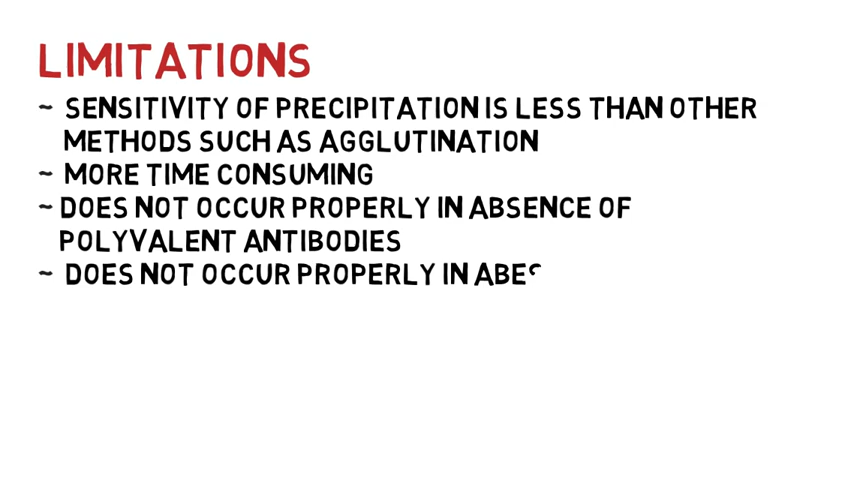 LIMITATIONS
~ SENSITIVITY OF PRECIPITATION IS LESS THAN OTHER
METHODS SUCH AS AGGLUTINATION
~ MORE TIME CONSUMING
~ DOES NOT OCCUR PROPERLY IN ABSENCE OF
POLYVALENT ANTIBODIES
~ DOES NOT OCCUR PROPERLY IN